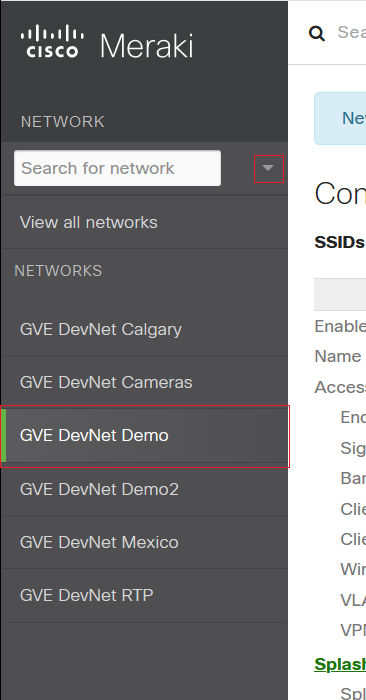 CISCO Meraki
Sea
NETWORK
Search for network
View all networks
NETWORKS
GVE DevNet Calgary
GVE DevNet Cameras
GVE DevNet Demo
GVE DevNet Demo2
GVE DevNet Mexico
GVE DevNet RTP
Ne
Con
SSIDs
Enable
Name
Access
Enc
Sig
Bar
Clie
Clie
Wir
VLA
VPN
Splash
Spl